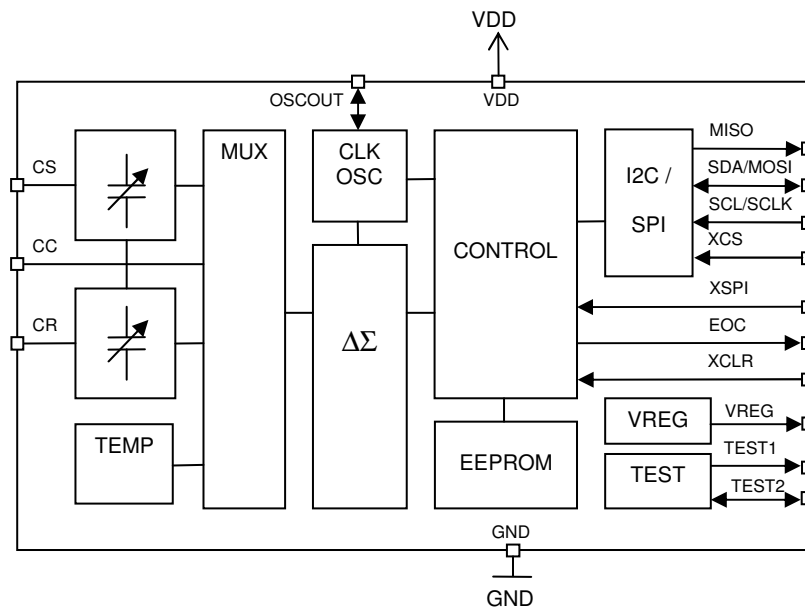 VDD
OSCOUT
VDD
CS
CC
CR
MUX
TEMP
CLK
OSC
ΔΣ
CONTROL
EEPROM
I2C /
SPI
MISO
SDA/MOSI
SCL/SCLK
XCS
XSPI
EOC
XCLR
VREG
VREG
TEST
TEST1
TEST2
GND
GND